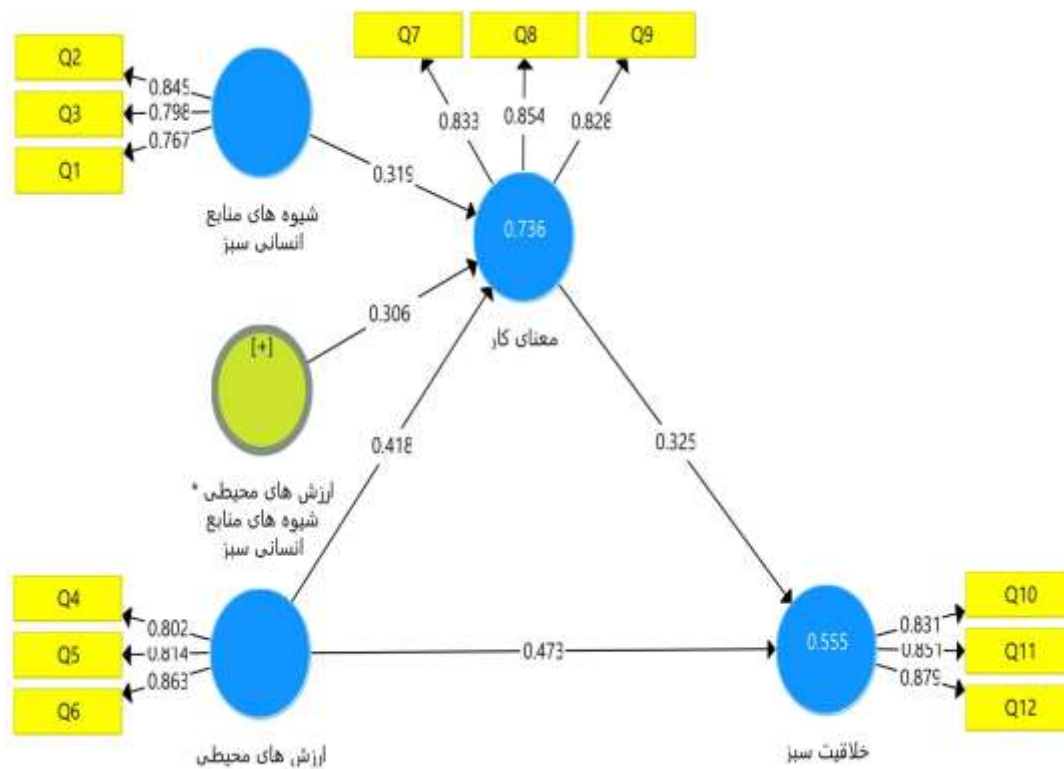 Q7
Q8
Q9
Q2
Q3
Q1
0.845
0.798
0.767
0.833
0.854
0.828
0.319
شیوه های منابع
انسانی سبز
0.736
0.306
معنای کار
[+]
0.418
0.325
ارزش های محیطی *
شیوه های منابع
انسانی سبز
Q4
Q5
Q6
0.802
0.814
0.863
0.473
0.555
0.831
0.851
0.879
Q10
Q11
Q12
ارزش های محیطی
خلاقیت سبز